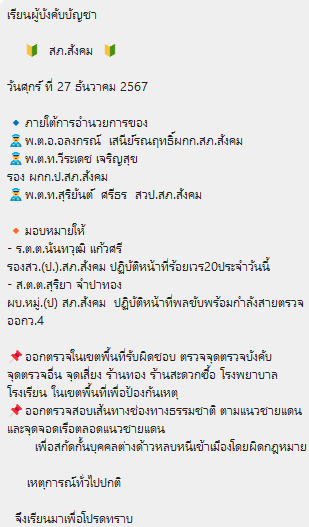 เรียนผู้บังคับบัญชา
🔰 สภ.สังคม 🔰
วันศุกร์ ที่ 27 ธันวาคม 2567
🔹ภายใต้การอำนวยการของ
👮พ.ต.อ.อลงกรณ์ เสนีย์รณฤทธิ์ผกก.สภ.สังคม
👮พ.ต.ท.วีระเดช เจริญสุข
รอง ผกก.ป.สภ.สังคม
👮พ.ต.ท.สุริยันต์ ศรีธร สวป.สภ.สังคม
🔸มอบหมายให้
- ร.ต.ต.นันทวุฒิ แก้วศรี
รองสว.(ป.).สภ.สังคม ปฏิบัติหน้าที่ร้อยเวร20ประจำวันนี้
- ส.ต.ต.สุริยา จำปาทอง
ผบ.หมู่.(ป) สภ.สังคม ปฏิบัติหน้าที่พลขับพร้อมกำลังสายตรวจ
ออกว.4
📌ออกตรวจในเขตพื้นที่รับผิดชอบ ตรวจจุดตรวจบังคับ
จุดตรวจอื่น จุดเสี่ยง ร้านทอง ร้านสะดวกซื้อ โรงพยาบาล
โรงเรียน ในเขตพื้นที่เพื่อป้องกันเหตุ
📌ออกตรวจสอบเส้นทางช่องทางธรรมชาติ ตามแนวชายแดน
และจุดจอดเรือตลอดแนวชายแดน
เพื่อสกัดกั้นบุคคลต่างด้าวหลบหนีเข้าเมืองโดยผิดกฎหมาย
เหตุการณ์ทั่วไปปกติ
จึงเรียนมาเพื่อโปรดทราบ